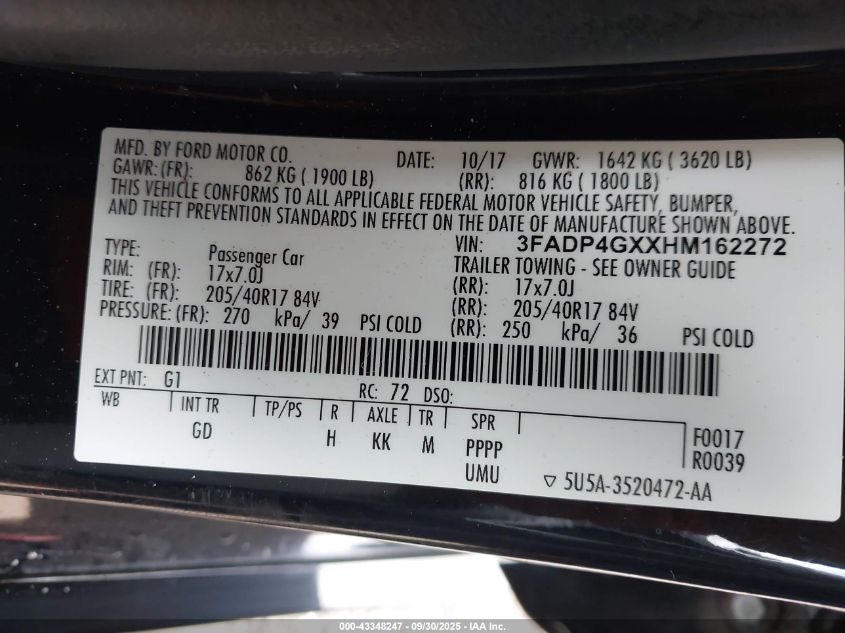 MFD. BY FORD MOTOR CO. DATE: 10/17 GVWR: 1642 KG ( 3620 LB)
GAWR: (FR): 862 KG ( 1900 LB) (RR): 816 KG ( 1800 LB)
THIS VEHICLE CONFORMS TO ALL APPLICABLE FEDERAL MOTOR VEHICLE SAFETY, BUMPER,
AND THEFT PREVENTION STANDARDS IN EFFECT ON THE DATE OF MANUFACTURE SHOWN ABOVE.
VIN: 3FADP4GXXHM162272
TYPE: Passenger Car TRAILER TOWING - SEE OWNER GUIDE
RIM: (FR): 17x7.0J (RR): 17x7.0J
TIRE: (FR): 205/40R17 84V (RR): 205/40R17 84V
PRESSURE: (FR): 270 kPa/ 39 PSI COLD (RR): 250 kPa/ 36 PSI COLD
EXT PNT: G1 RC: 72 DSO:
WB INT TR TP/PS R AXLE TR SPR
GD H KK M PPPP F0017
UMU R0039
▽ 5U5A-3520472-AA
000-43348247 - 09/30/2025 - IAA Inc.